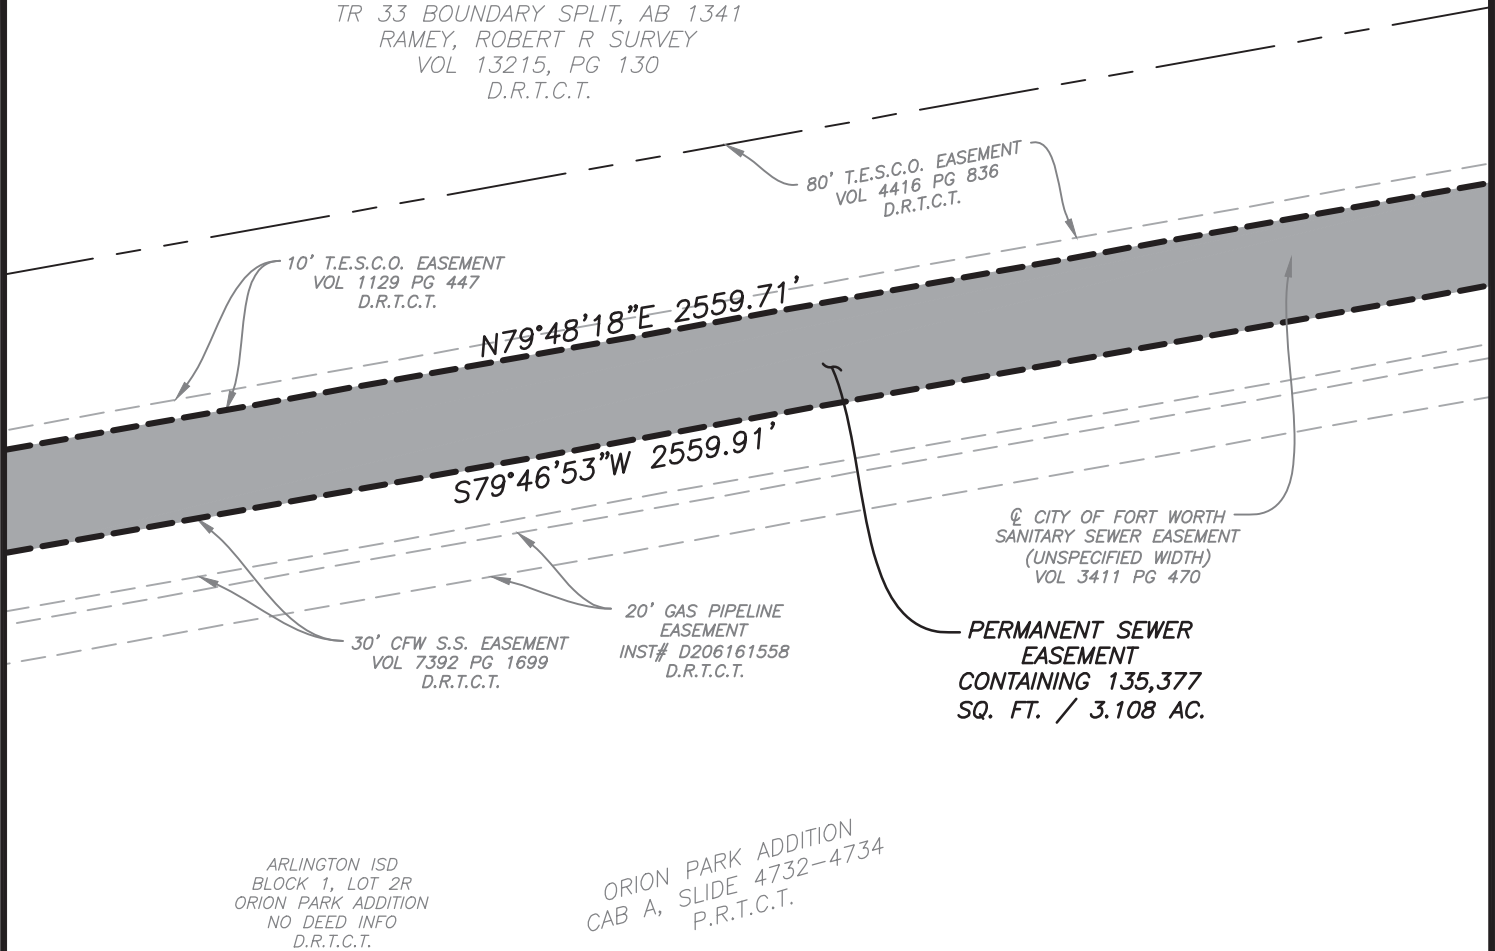 TR 33 BOUNDARY SPLIT, AB 1341
RAMEY, ROBERT R SURVEY
VOL 13215, PG 130
D.R.T.C.T.
80' T.E.S.C.O. EASEMENT
VOL 4416 PG 836
D.R.T.C.T.
10' T.E.S.C.O. EASEMENT
VOL 1129 PG 447
D.R.T.C.T.
N79°48'18"E 2559.71'
S79°46'53"W 2559.91'
℄ CITY OF FORT WORTH
SANITARY SEWER EASEMENT
(UNSPECIFIED WIDTH)
VOL 3411 PG 470
20' GAS PIPELINE
EASEMENT
INST# D206161558
D.R.T.C.T.
30' CFW S.S. EASEMENT
VOL 7392 PG 1699
D.R.T.C.T.
PERMANENT SEWER
EASEMENT
CONTAINING 135,377
SQ. FT. / 3.108 AC.
ARLINGTON ISD
BLOCK 1, LOT 2R
ORION PARK ADDITION
NO DEED INFO
D.R.T.C.T.
ORION PARK ADDITION
CAB A, SLIDE 4732-4734
P.R.T.C.T.